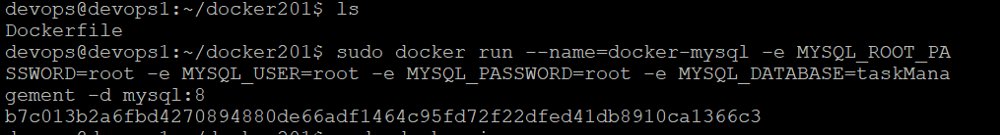 devops@devops1:~/docker201$ ls
Dockerfile
devops@devops1:~/docker201$ sudo docker run --name=docker-mysql -e MYSQL_ROOT_PA
SSWORD=root -e MYSQL_USER=root -e MYSQL_PASSWORD=root -e MYSQL_DATABASE=taskMana
gement -d mysql:8
b7c013b2a6fbd4270894880de66adf1464c95fd72f22dfed41db8910ca1366c3